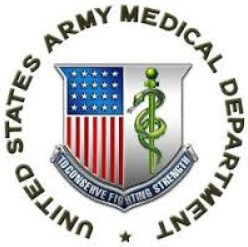 UNITED STATES ARMY MEDICAL DEPARTMENT
TO CONSERVE FIGHTING STRENGTH